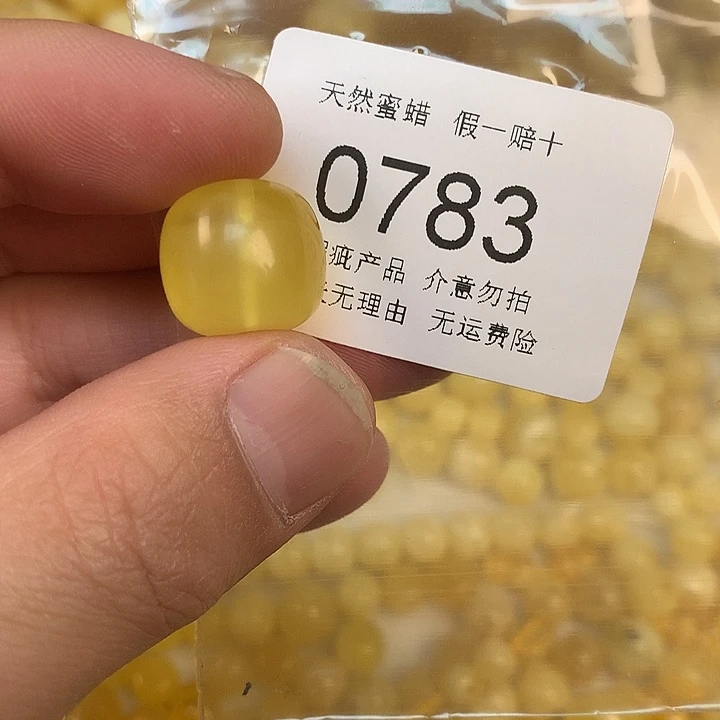 天然蜜蜡 假一赔十
0783
疵产品 介意勿拍
无理由 无运费险